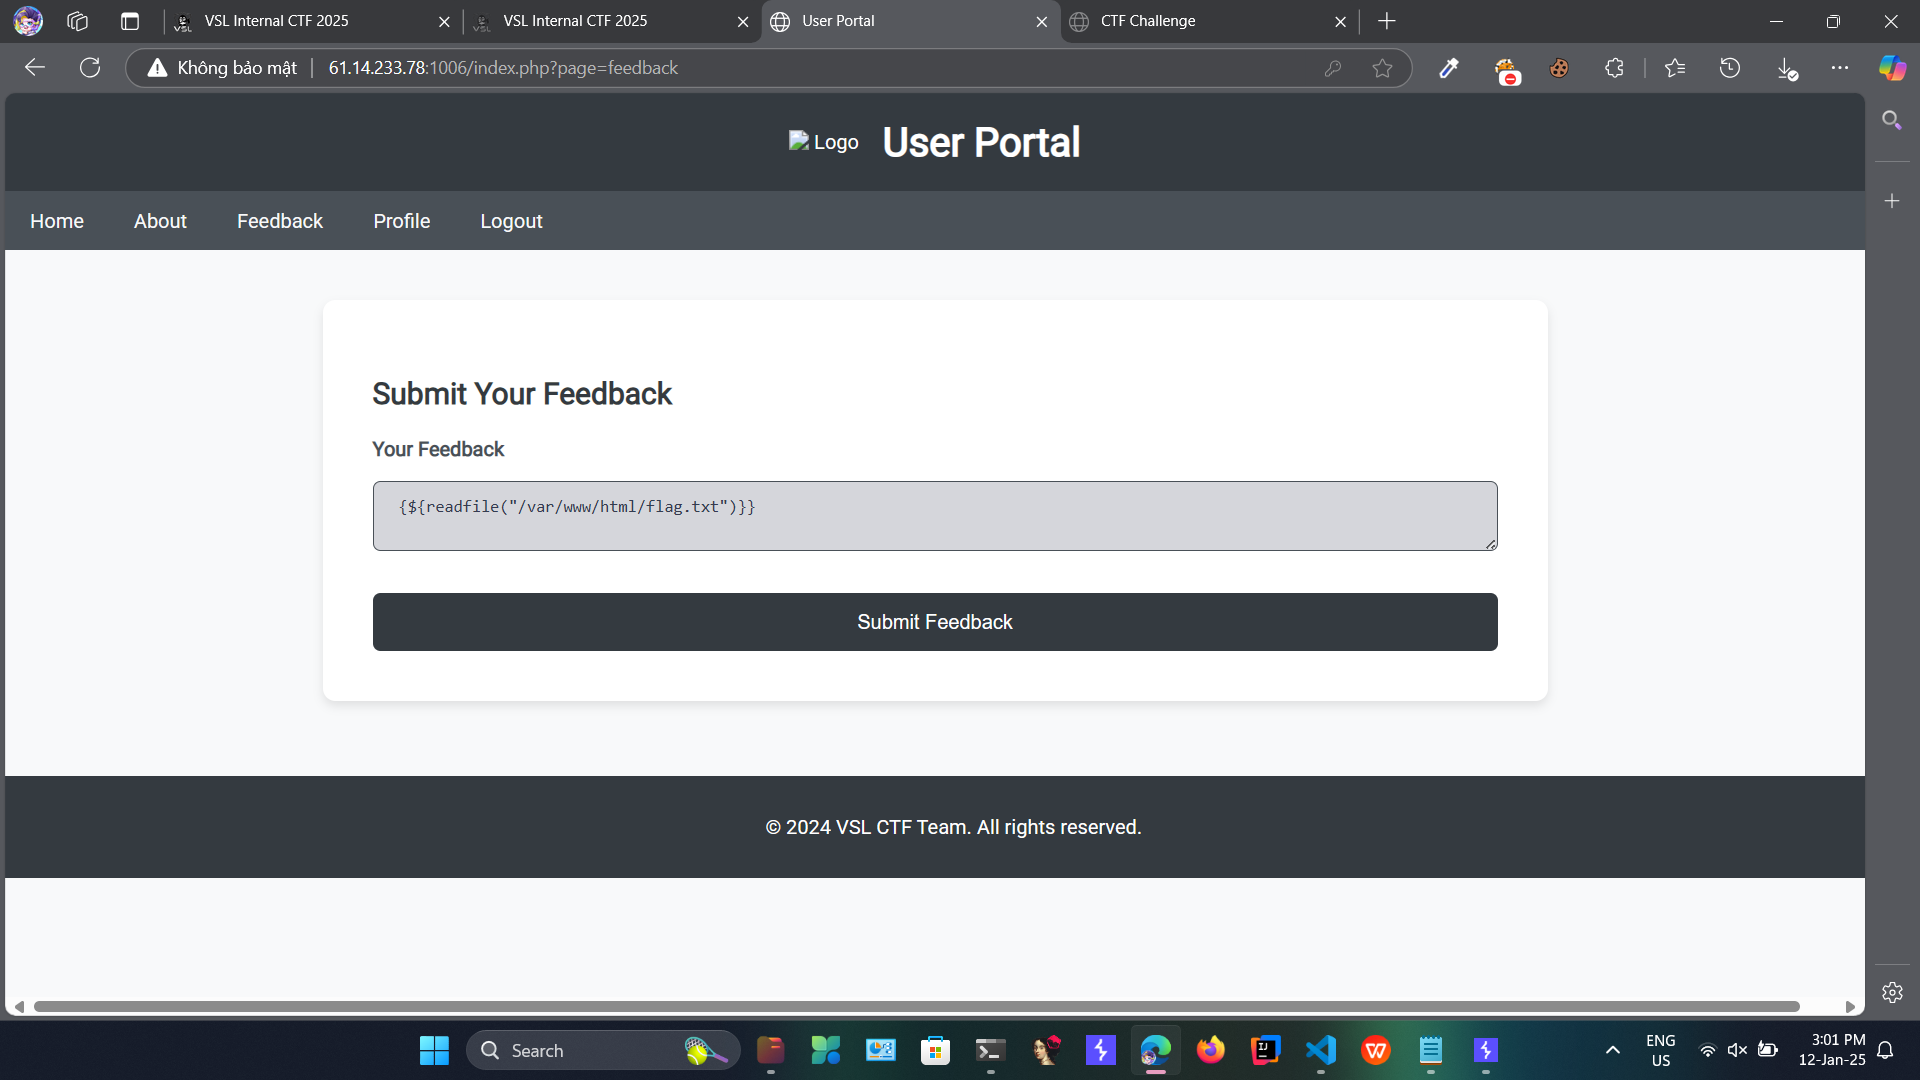 VSL Internal CTF 2025
VSL Internal CTF 2025
User Portal
CTF Challenge
Không bảo mật
61.14.233.78:1006/index.php?page=feedback
Logo
User Portal
Home
About
Feedback
Profile
Logout
Submit Your Feedback
Your Feedback
{${readfile("/var/www/html/flag.txt")}}
Submit Feedback
© 2024 VSL CTF Team. All rights reserved.
Search
ENG
US
3:01 PM
12-Jan-25